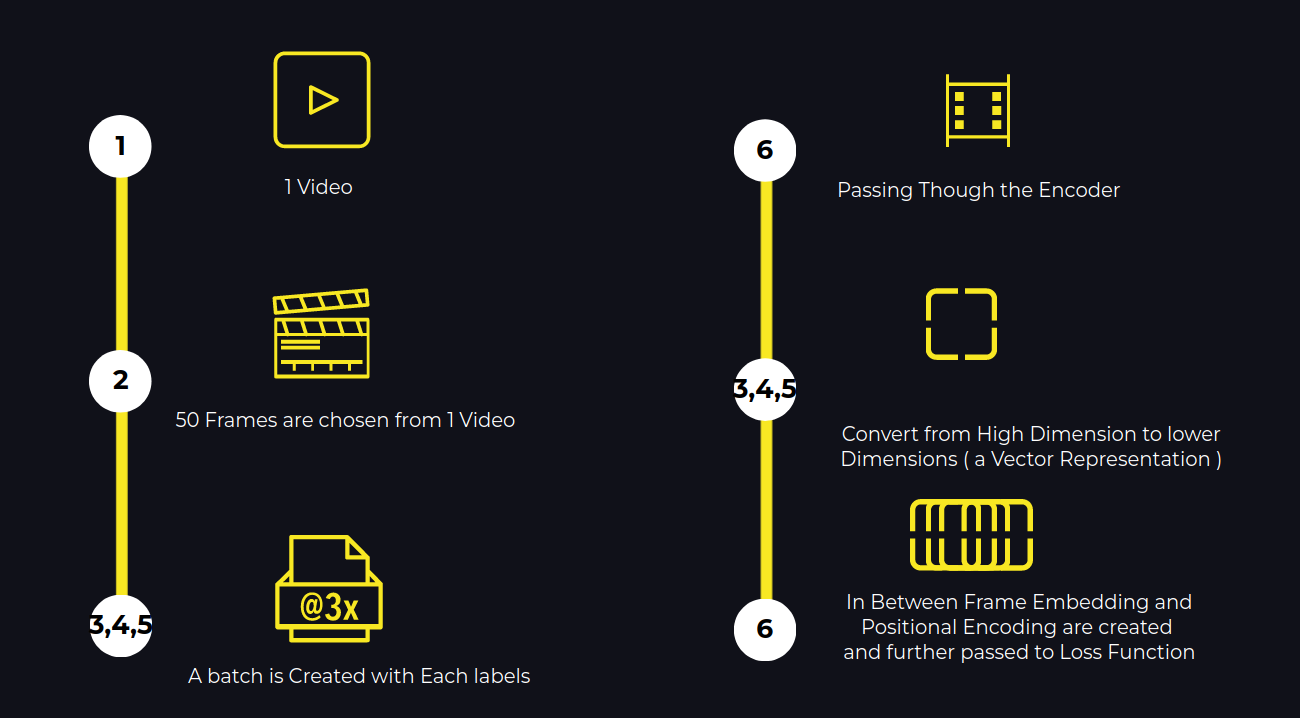 1
1 Video
2
50 Frames are chosen from 1 Video
@3x
3,4,5
A batch is Created with Each labels
6
Passing Though the Encoder
3,4,5
Convert from High Dimension to lower
Dimensions ( a Vector Representation )
6
In Between Frame Embedding and
Positional Encoding are created
and further passed to Loss Function